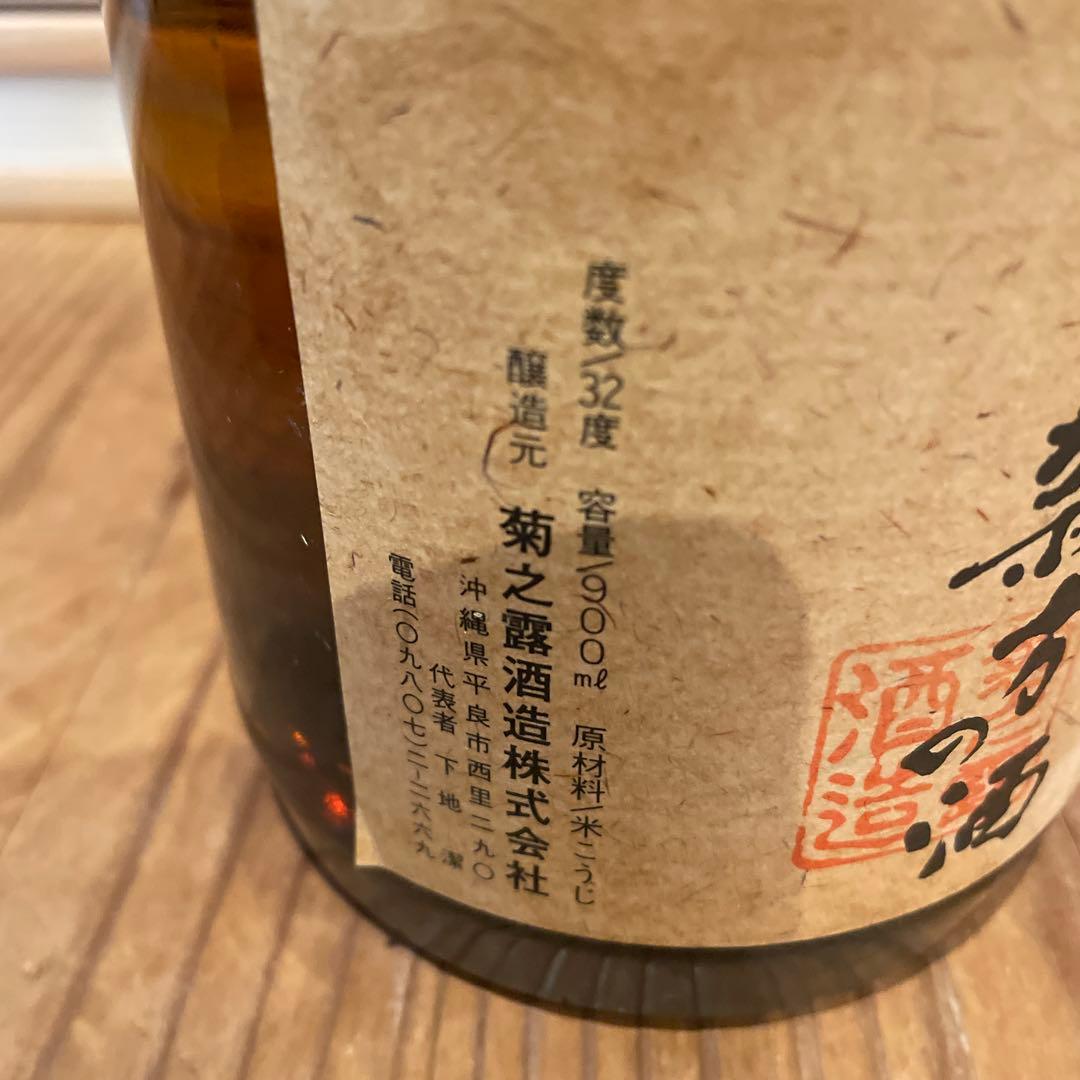 の酒
酒造
度数/32度 容量/900mℓ 原材料/米こうじ
醸造元 菊之露酒造株式会社
沖縄県平良市西里二九〇
代表者 下地 潔
電話(〇九八〇七)二-二六六九